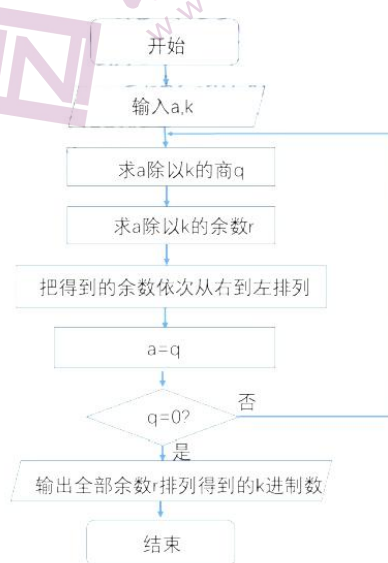 开始
输入a,k
求a除以k的商q
求a除以k的余数r
把得到的余数依次从右到左排列
a=q
q=0?
否
是
输出全部余数r排列得到的k进制数
结束